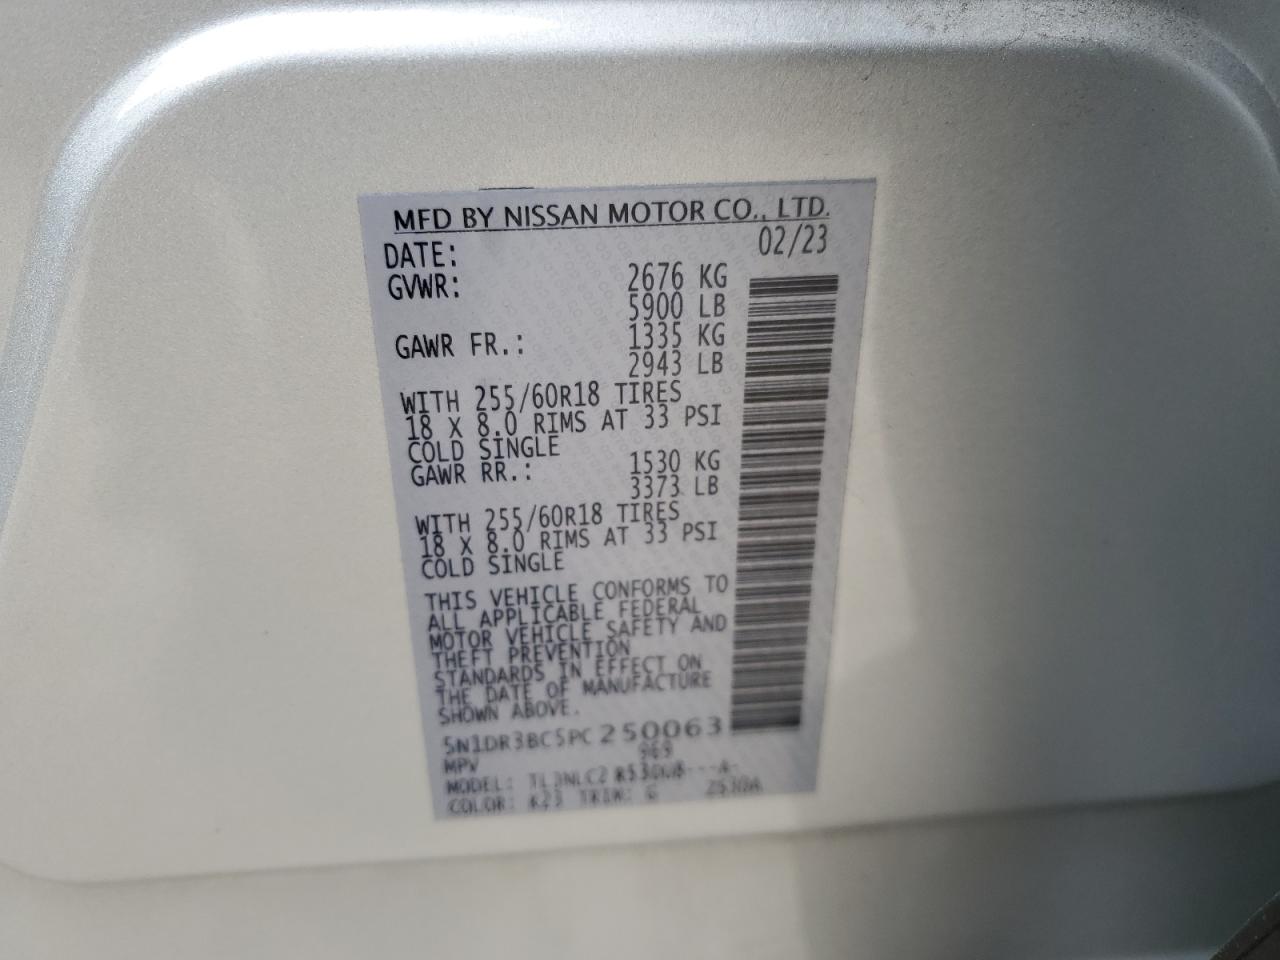 MFD BY NISSAN MOTOR CO., LTD.
DATE: 02/23
GVWR: 2676 KG
5900 LB
GAWR FR.: 1335 KG
2943 LB
WITH 255/60R18 TIRES
18 X 8.0 RIMS AT 33 PSI
COLD SINGLE
GAWR RR.: 1530 KG
3373 LB
WITH 255/60R18 TIRES
18 X 8.0 RIMS AT 33 PSI
COLD SINGLE
THIS VEHICLE CONFORMS TO
ALL APPLICABLE FEDERAL
MOTOR VEHICLE SAFETY AND
THEFT PREVENTION
STANDARDS IN EFFECT ON
THE DATE OF MANUFACTURE
SHOWN ABOVE.
5N1DR3BC5PC250063
MPV 969
MODEL:
COLOR: K23 TRIM: G